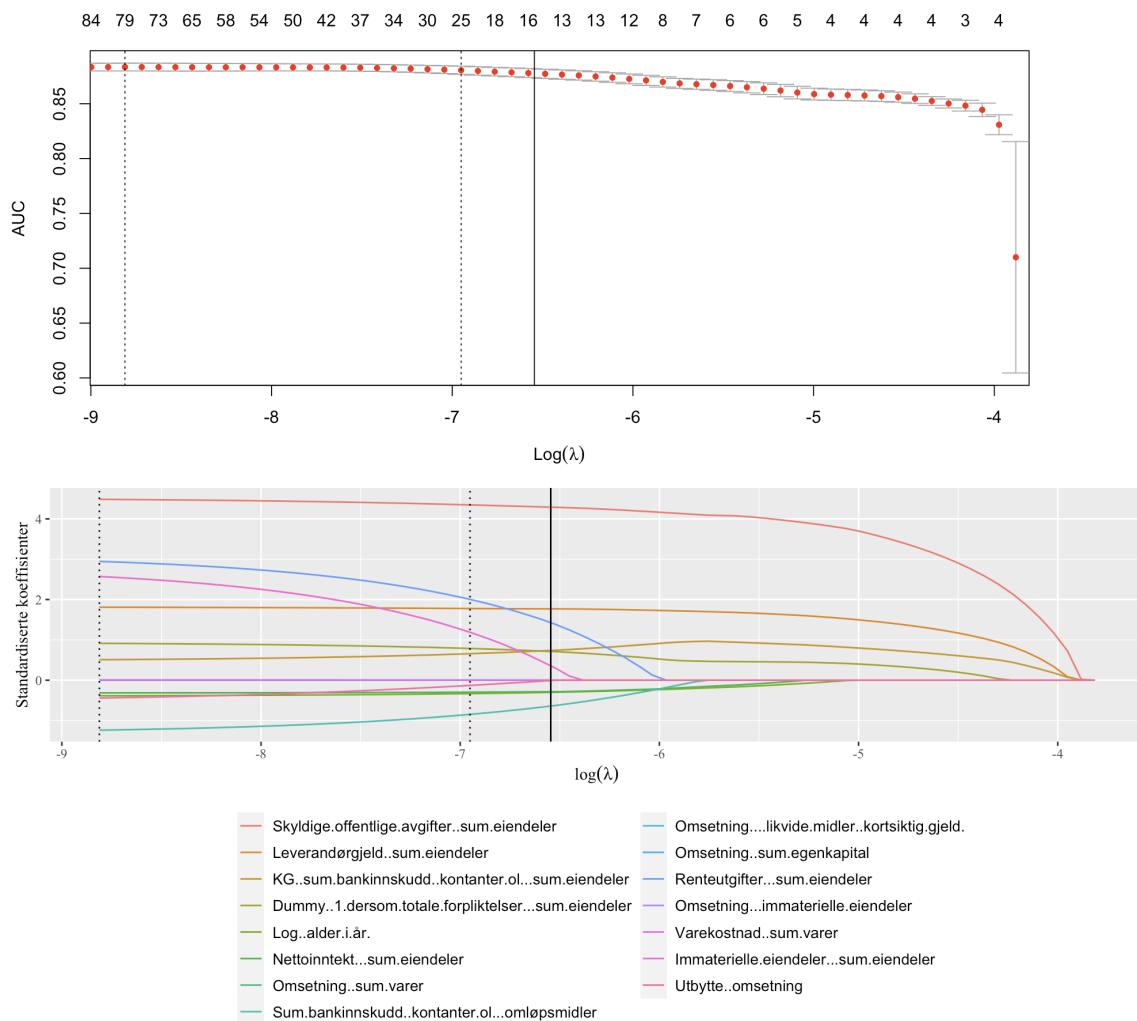 84 79 73 65 58 54 50 42 37 34 30 25 18 16 13 13 12 8 7 6 6 5 4 4 4 4 3 4
0.85
0.80
0.75
0.70
0.65
0.60
AUC
-9 -8 -7 -6 -5 -4
Log(λ)
4
2
0
Standardiserte koeffisienter
-9 -8 -7 -6 -5 -4
log(λ)
Skyldige.offentlige.avgifter..sum.eiendeler
Leverandørgjeld..sum.eiendeler
KG..sum.bankinnskudd..kontanter.ol...sum.eiendeler
Dummy..1.dersom.totale.forpliktelser...sum.eiendeler
Log..alder.i.år.
Nettoinntekt...sum.eiendeler
Omsetning..sum.varer
Sum.bankinnskudd..kontanter.ol...omløpsmidler
Omsetning....likvide.midler..kortsiktig.gjeld.
Omsetning..sum.egenkapital
Renteutgifter...sum.eiendeler
Omsetning..immaterielle.eiendeler
Varekostnad..sum.varer
Immaterielle.eiendeler...sum.eiendeler
Utbytte..omsetning